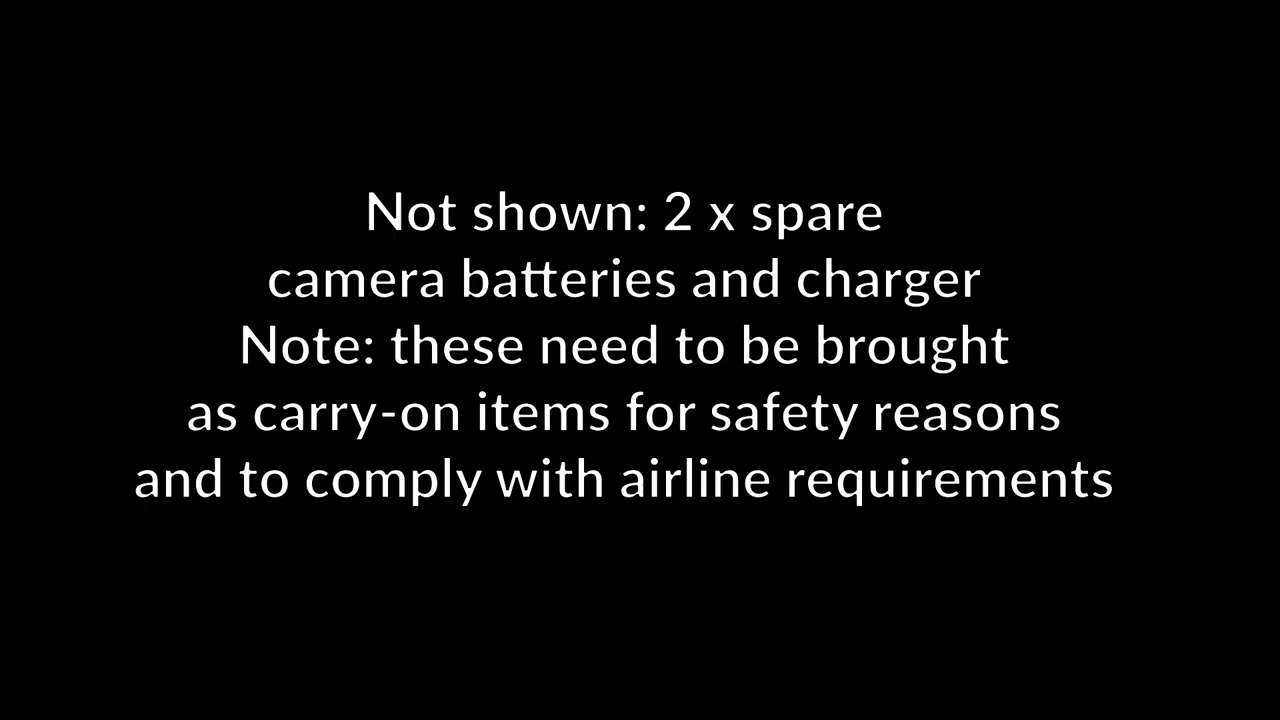 Not shown: 2 x spare
camera batteries and charger
Note: these need to be brought
as carry-on items for safety reasons
and to comply with airline requirements